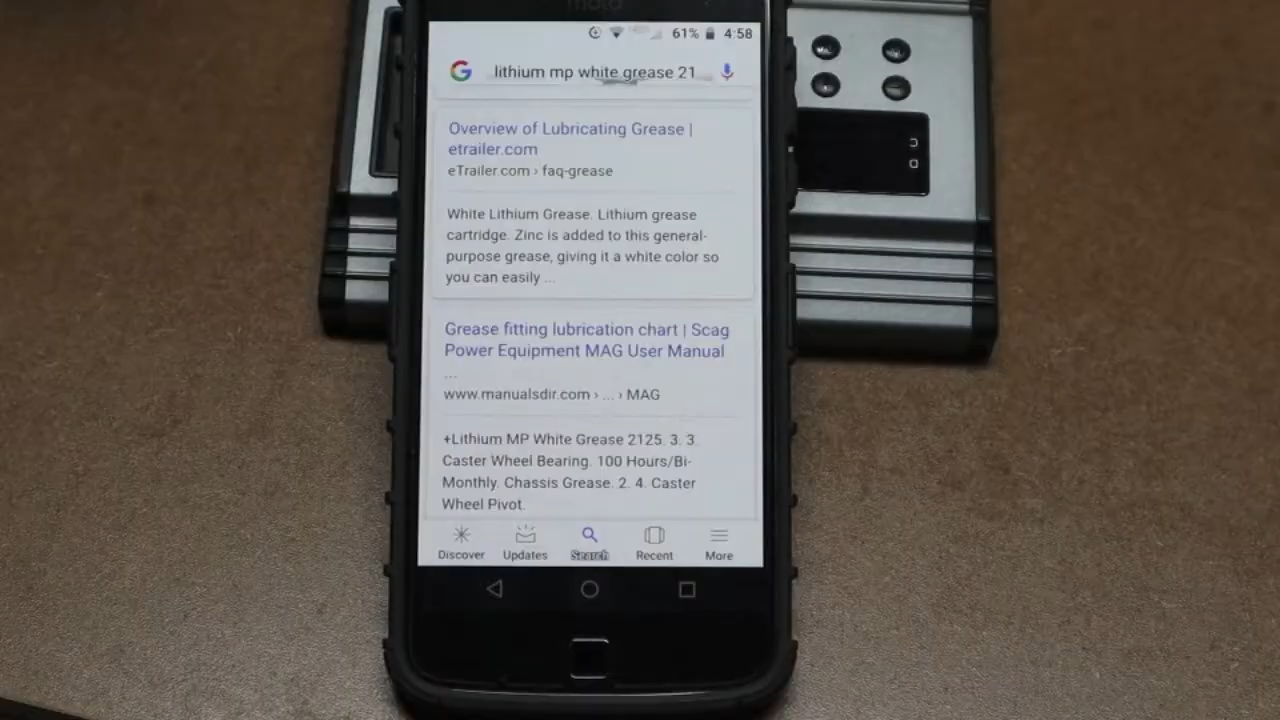 moto
61% 4:58
lithium mp white grease 21
Overview of Lubricating Grease |
etrailer.com
eTrailer.com › faq-grease
White Lithium Grease. Lithium grease
cartridge. Zinc is added to this general-
purpose grease, giving it a white color so
you can easily ...
Grease fitting lubrication chart | Scag
Power Equipment MAG User Manual
...
www.manualsdir.com › ... › MAG
+Lithium MP White Grease 2125. 3. 3.
Caster Wheel Bearing. 100 Hours/Bi-
Monthly. Chassis Grease. 2. 4. Caster
Wheel Pivot.
Discover Updates Search Recent More